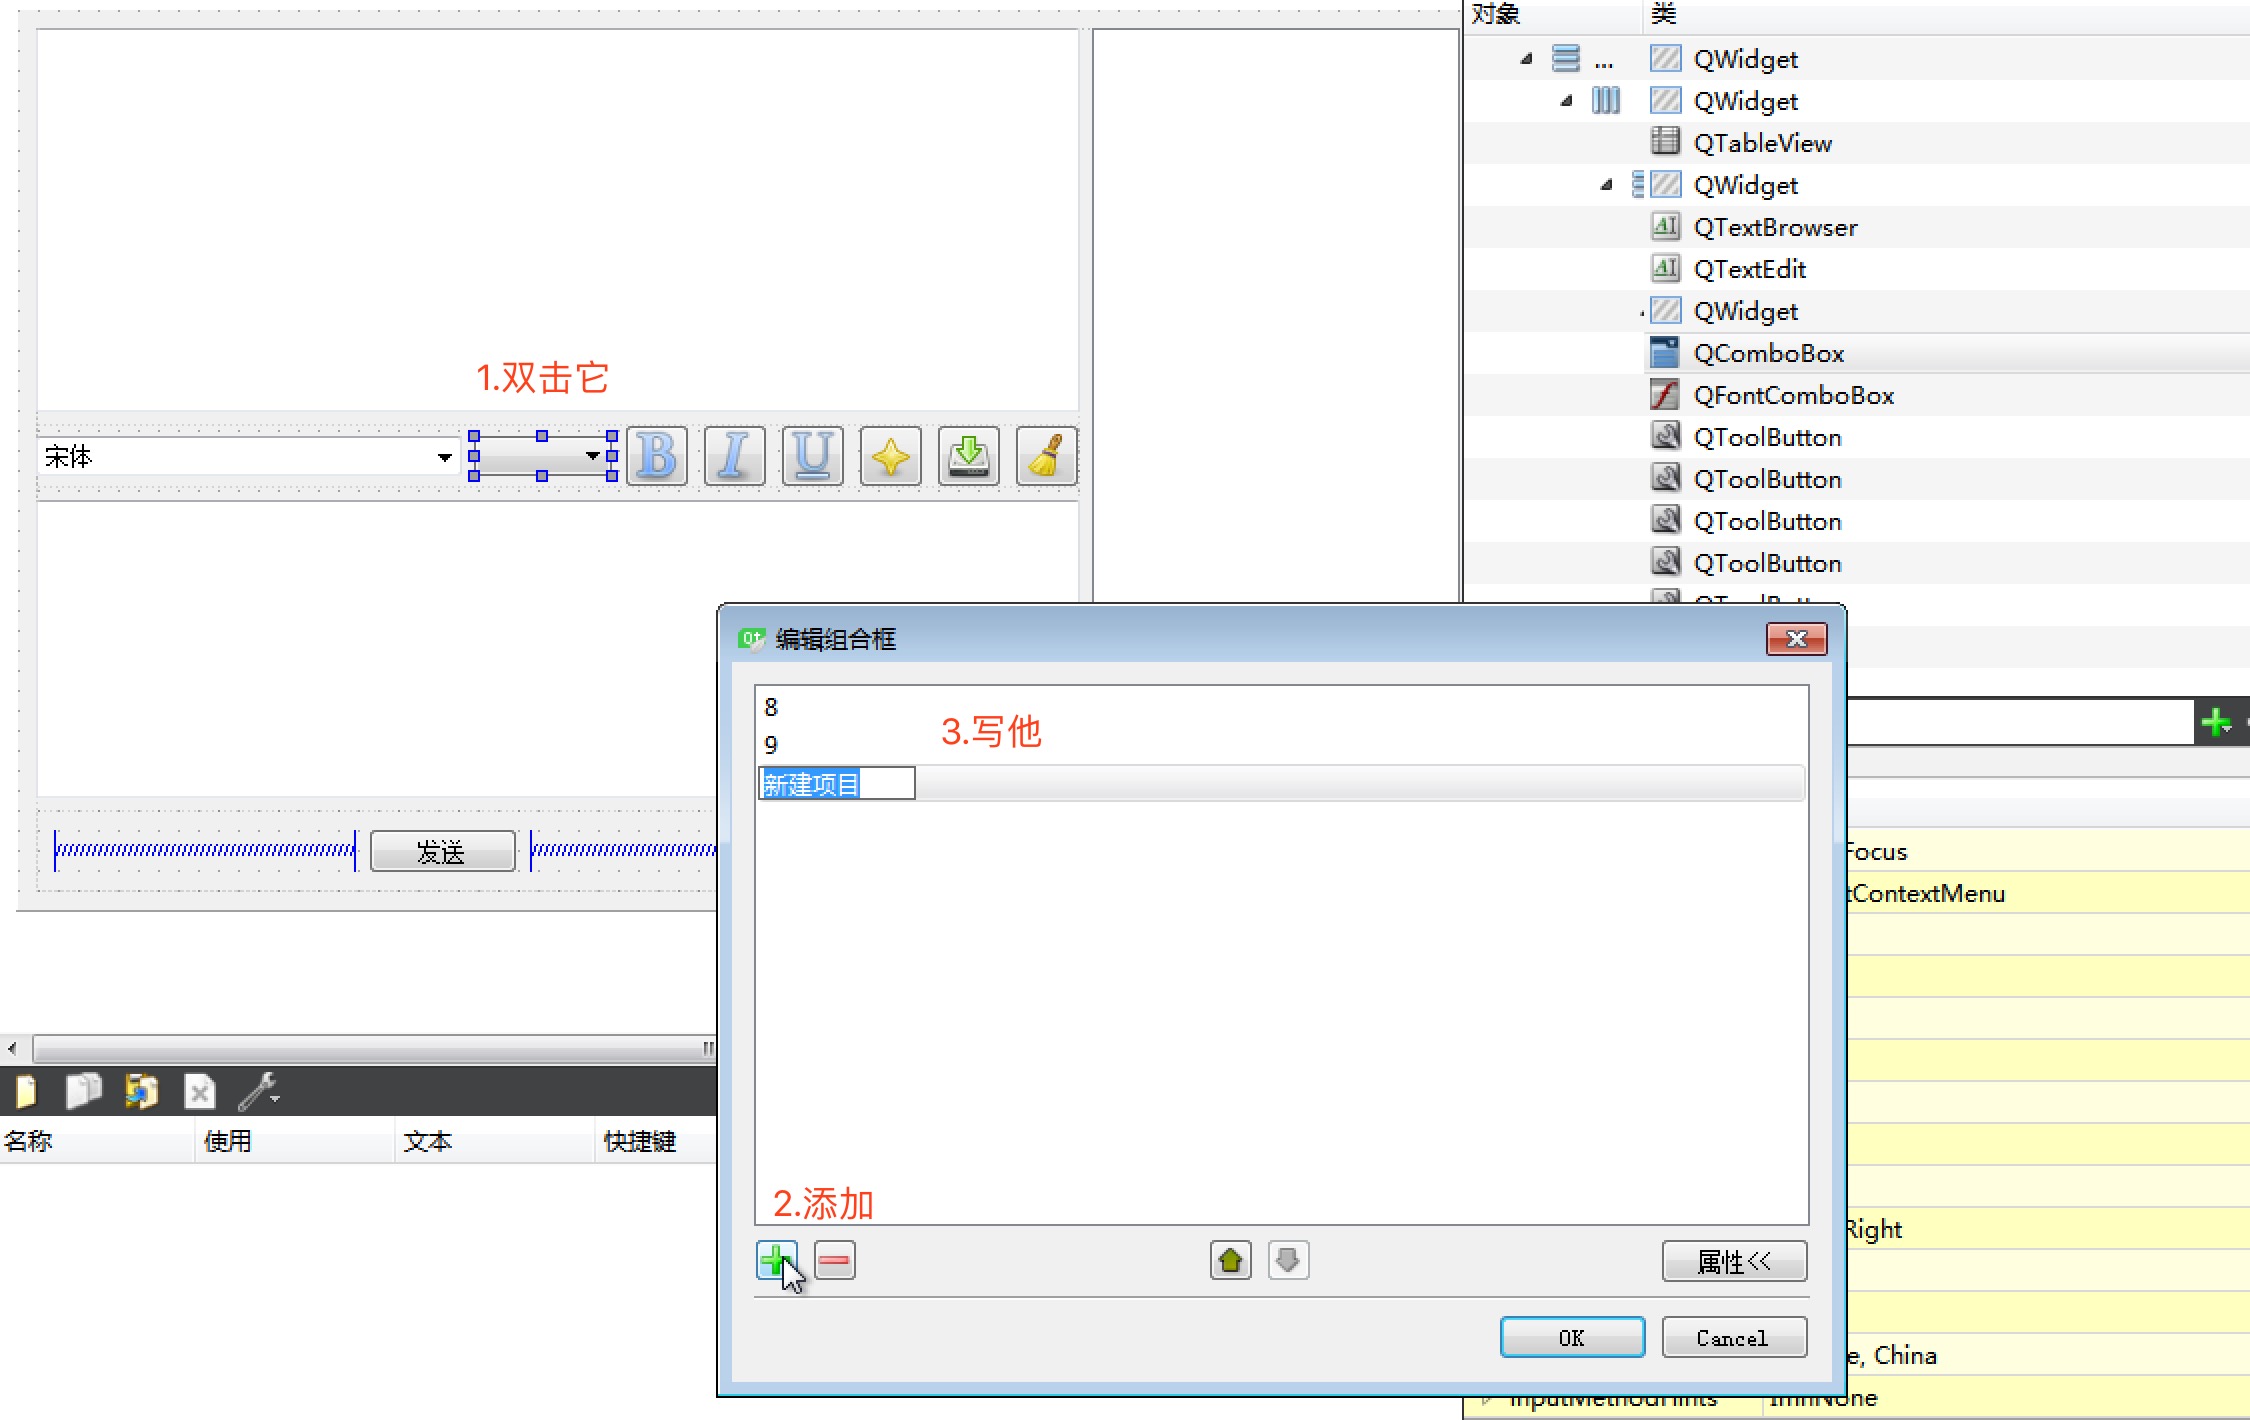 对象 类
... QWidget
QWidget
QTableView
QWidget
QTextBrowser
QTextEdit
QWidget
QComboBox
QFontComboBox
QToolButton
QToolButton
QToolButton
QToolButton
1.双击它
宋体
B I U
发送
编辑组合框
8
9
3.写他
新建项目
2.添加
属性<<
OK Cancel
Focus
tContextMenu
Right
e, China
名称 使用 文本 快捷键